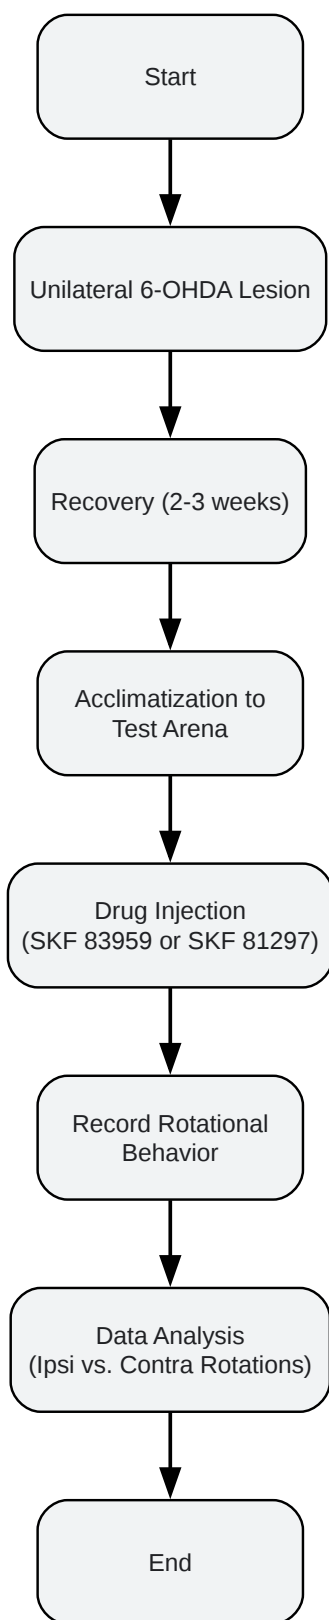 Start
Unilateral 6-OHDA Lesion
Recovery (2-3 weeks)
Acclimatization to
Test Arena
Drug Injection
(SKF 83959 or SKF 81297)
Record Rotational
Behavior
Data Analysis
(Ipsi vs. Contra Rotations)
End